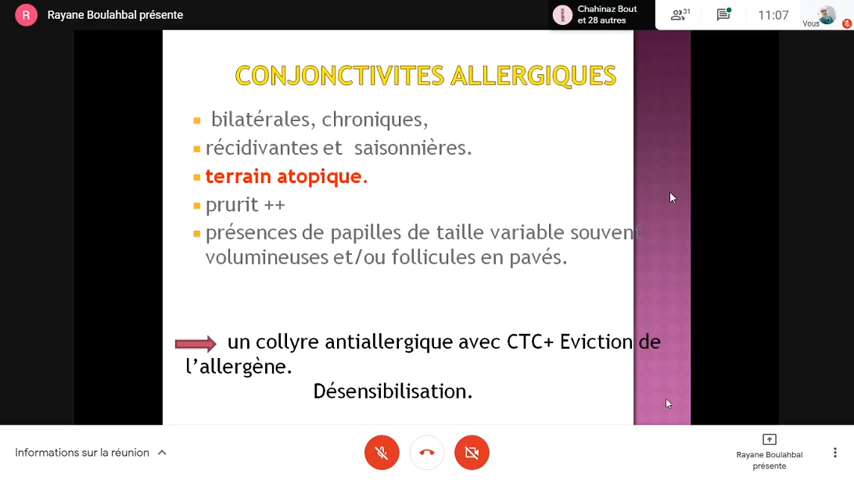 R Rayane Boulahbal présente
Chahinaz Bout
et 28 autres
31
11:07
Vous
CONJONCTIVITES ALLERGIQUES
bilatérales, chroniques,
récidivantes et saisonnières.
terrain atopique.
prurit ++
présences de papilles de taille variable souvent
volumineuses et/ou follicules en pavés.
un collyre antiallergique avec CTC+ Eviction de
l'allergène.
Désensibilisation.
Informations sur la réunion
Rayane Boulahbal
présente